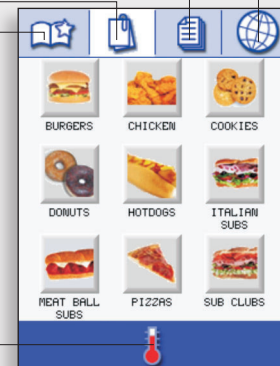 BURGERS CHICKEN COOKIES
DONUTS HOTDOGS ITALIAN
SUBS
MEAT BALL PIZZAS SUB CLUBS
SUBS